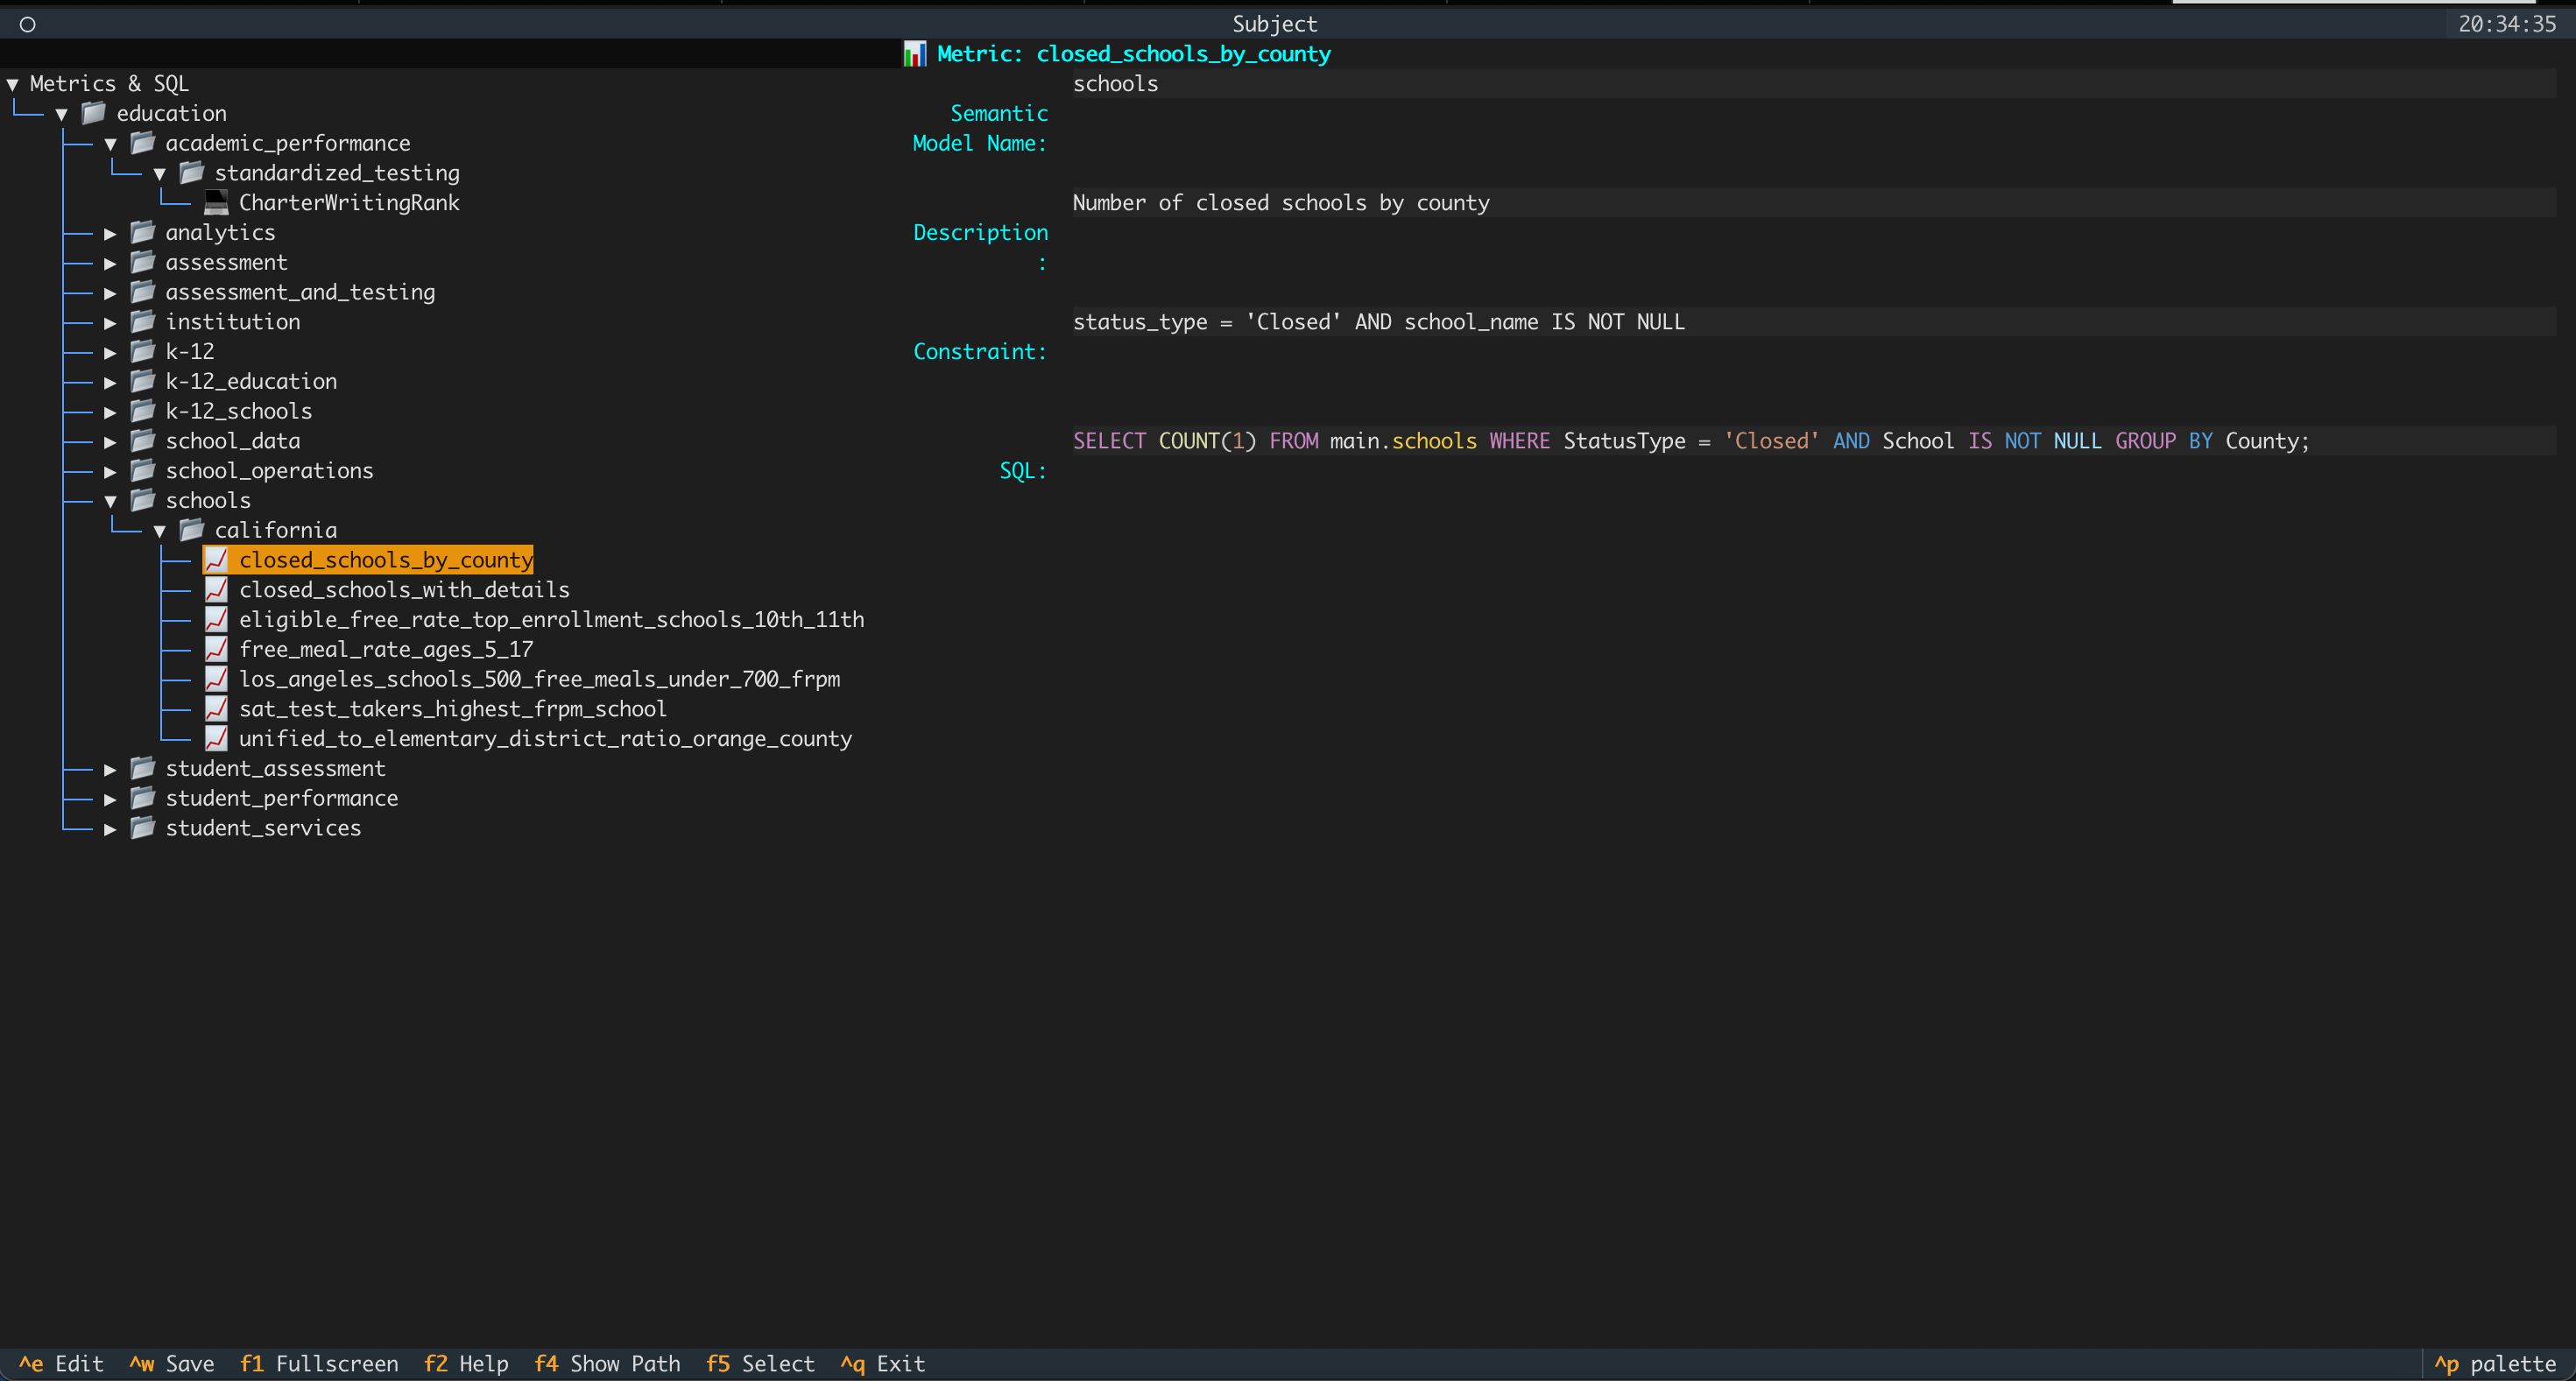 Subject
20:34:35
Metrics & SQL
education
academic_performance
standardized_testing
CharterWritingRank
analytics
assessment
assessment_and_testing
institution
k-12
k-12_education
k-12_schools
school_data
school_operations
schools
california
closed_schools_by_county
closed_schools_with_details
eligible_free_rate_top_enrollment_schools_10th_11th
free_meal_rate_ages_5_17
los_angeles_schools_500_free_meals_under_700_frpm
sat_test_takers_highest_frpm_school
unified_to_elementary_district_ratio_orange_county
student_assessment
student_performance
student_services
Metric: closed_schools_by_county
Semantic
Model Name:
schools
Description
:
Number of closed schools by county
Constraint:
status_type = 'Closed' AND school_name IS NOT NULL
SQL:
SELECT COUNT(1) FROM main.schools WHERE StatusType = 'Closed' AND School IS NOT NULL GROUP BY County;
^e Edit ^w Save f1 Fullscreen f2 Help f4 Show Path f5 Select ^q Exit
^p palette